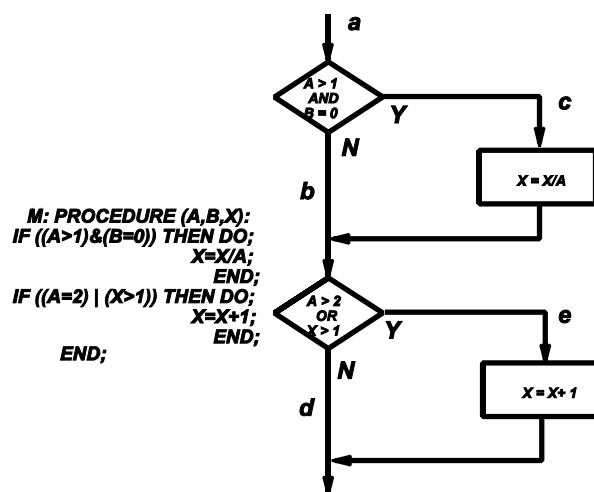 a
A > 1
AND
B = 0
Y
c
N
X = X/A
b
M: PROCEDURE (A,B,X):
IF ((A>1)&(B=0)) THEN DO;
X=X/A;
END;
IF ((A=2) | (X>1)) THEN DO;
X=X+1;
END;
END;
A > 2
OR
X > 1
Y
e
N
X = X+ 1
d